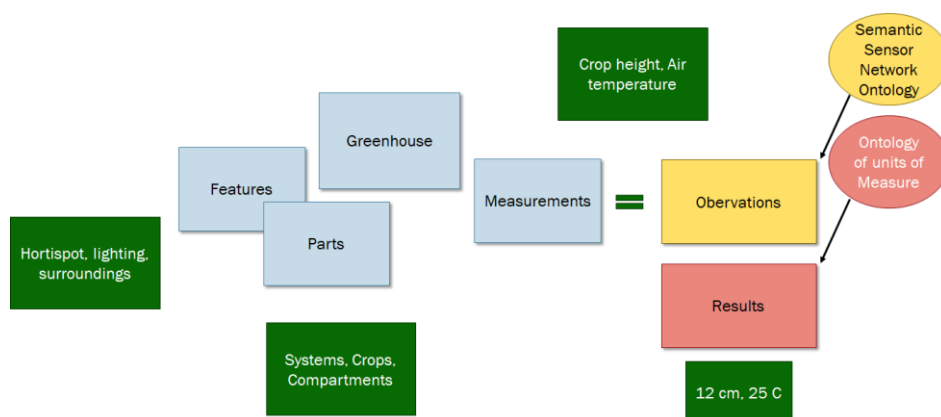 Semantic
Sensor
Network
Ontology
Crop height, Air
temperature
Greenhouse
Ontology
of units of
Measure
Features
Measurements
Obervations
Parts
Hortispot, lighting,
surroundings
Results
Systems, Crops,
Compartments
12 cm, 25 C